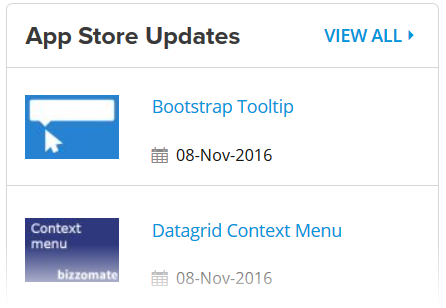 App Store Updates
VIEW ALL
Bootstrap Tooltip
08-Nov-2016
Context
menu
bizzomate
Datagrid Context Menu
08-Nov-2016